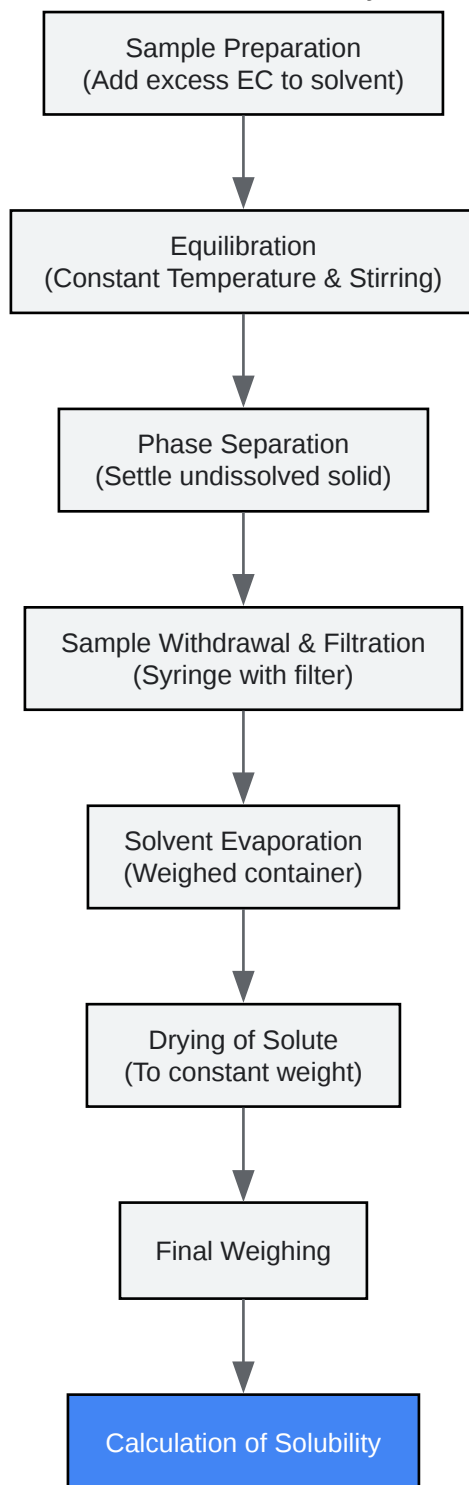 Sample Preparation
(Add excess EC to solvent)
Equilibration
(Constant Temperature & Stirring)
Phase Separation
(Settle undissolved solid)
Sample Withdrawal & Filtration
(Syringe with filter)
Solvent Evaporation
(Weighed container)
Drying of Solute
(To constant weight)
Final Weighing
Calculation of Solubility